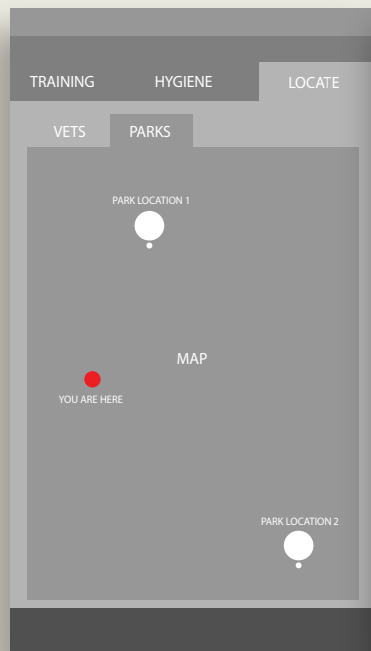 TRAINING
HYGIENE
LOCATE
VETS
PARKS
PARK LOCATION 1
MAP
YOU ARE HERE
PARK LOCATION 2